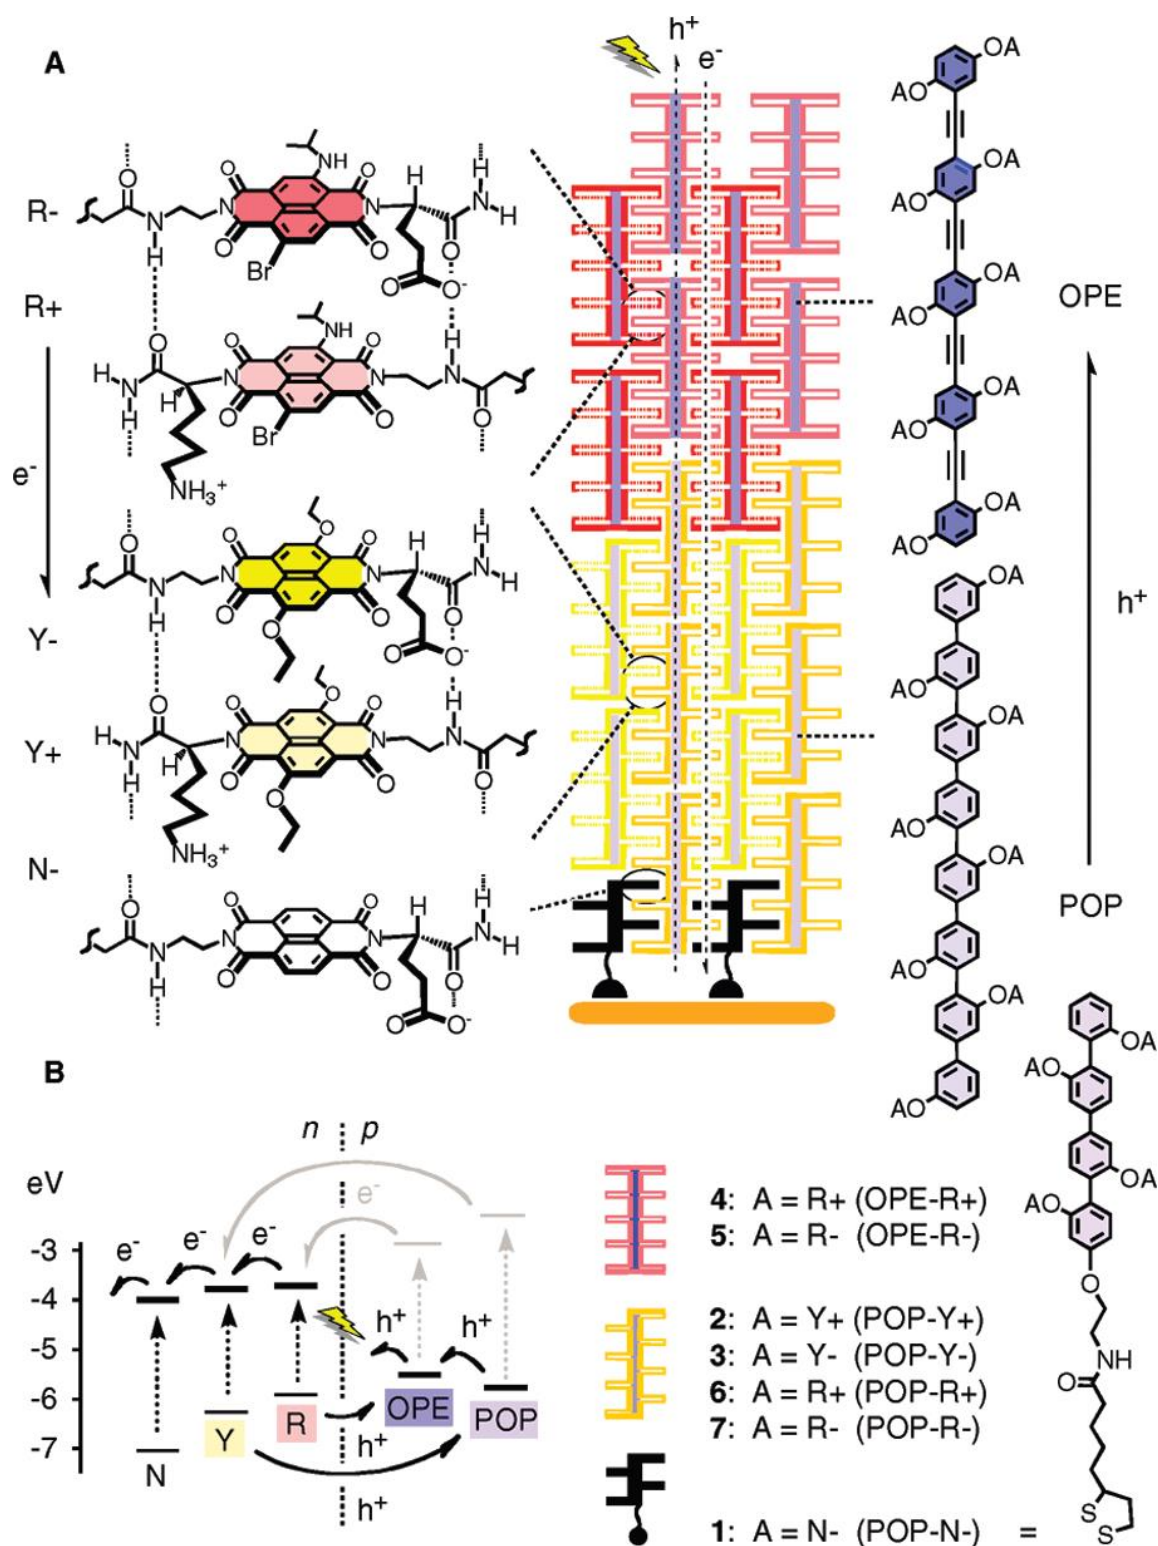 A
h+
e-
R-
O
NH
O
O
H
H
N
N
N
N
H
H
O
O
O
Br
O
O-
R+
O
NH
O
O
H
H
N
N
N
N
H
H
O
O
O
Br
NH3+
e-
O
O
O
O
H
H
N
N
N
N
H
H
O
O
O
O
O
O-
Y-
O
O
O
O
H
H
N
N
N
N
H
H
O
O
O
O
NH3+
Y+
N-
O
O
O
H
H
N
N
N
N
H
H
O
O
O
O
O-
OA
AO
OA
AO
OA
AO
OA
AO
OA
AO
OPE
h+
POP
OA
AO
OA
AO
OA
AO
OA
AO
OA
AO
OA
AO
O
NH
O
S
S
B
n p
eV
-3
-4
-5
-6
-7
e-
e-
e-
e-
h+
h+
OPE
POP
R
Y
N
h+
h+
4: A = R+ (OPE-R+)
5: A = R- (OPE-R-)
2: A = Y+ (POP-Y+)
3: A = Y- (POP-Y-)
6: A = R+ (POP-R+)
7: A = R- (POP-R-)
1: A = N- (POP-N-) =